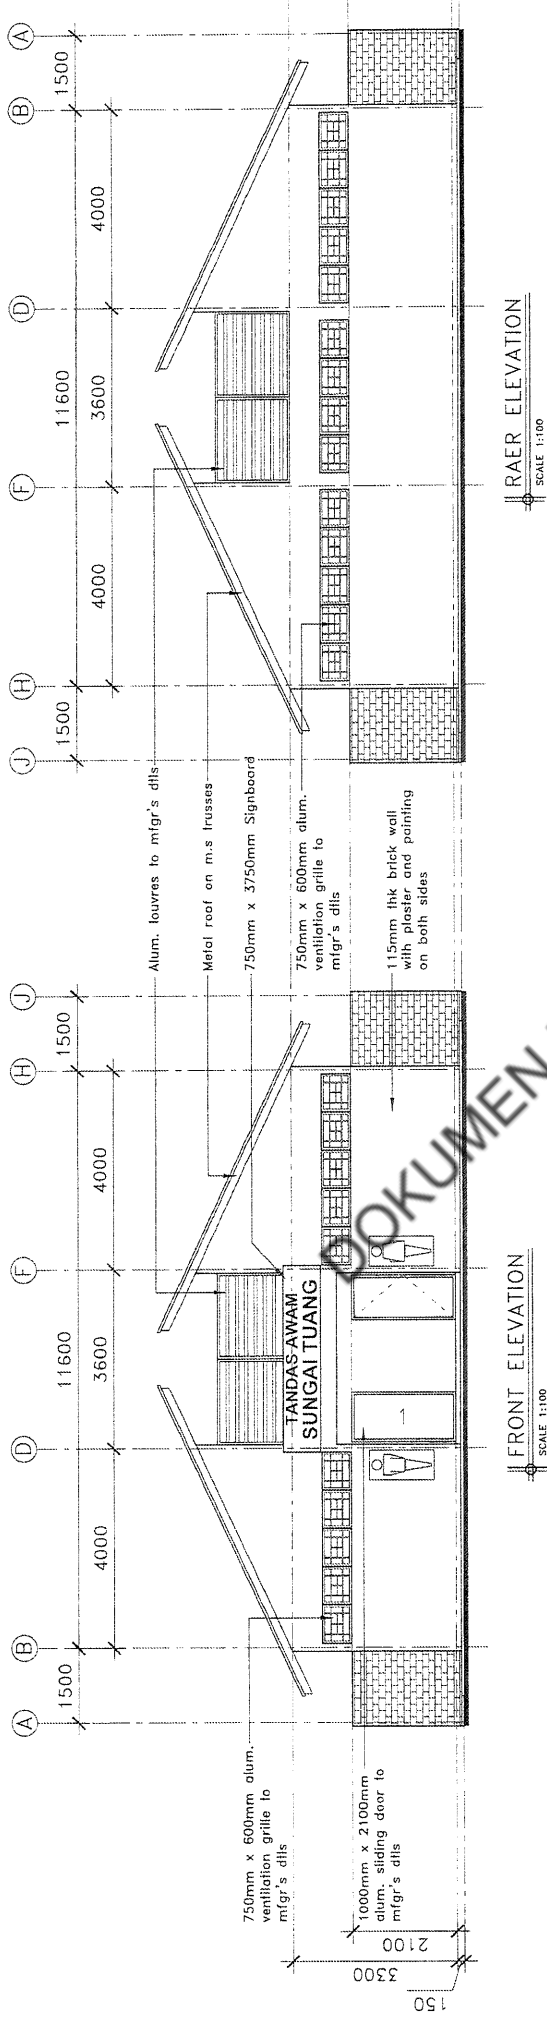 A
B
D
F
H
J
1500
11600
1500
4000
3600
4000
750mm x 600mm alum.
ventilation grille to
mfgr's dtls
1000mm x 2100mm
alum. sliding door to
mfgr's dtls
2100
3300
150
TANDAS AWAM
SUNGAI TUANG
1
DOKUMEN
FRONT ELEVATION
SCALE 1:100
Alum. louvres to mfgr's dtls
Metal roof on m.s trusses
750mm x 3750mm Signboard
750mm x 600mm alum.
ventilation grille to
mfgr's dtls
115mm thk brick wall
with plaster and painting
on both sides
J
H
F
D
B
A
1500
11600
1500
4000
3600
4000
RAER ELEVATION
SCALE 1:100